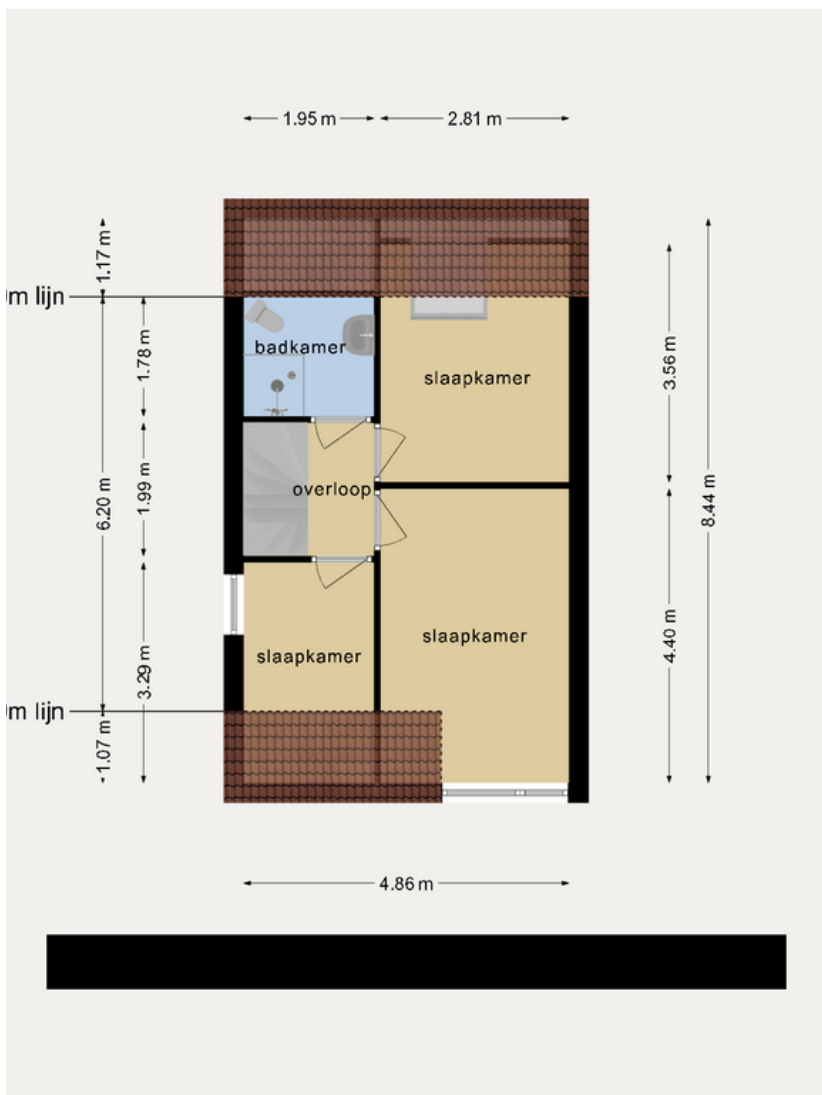 1.95 m
2.81 m
1.17 m
m lijn
1.78 m
badkamer
slaapkamer
3.56 m
6.20 m
1.99 m
overloop
8.44 m
slaapkamer
slaapkamer
4.40 m
3.29 m
m lijn
1.07 m
4.86 m